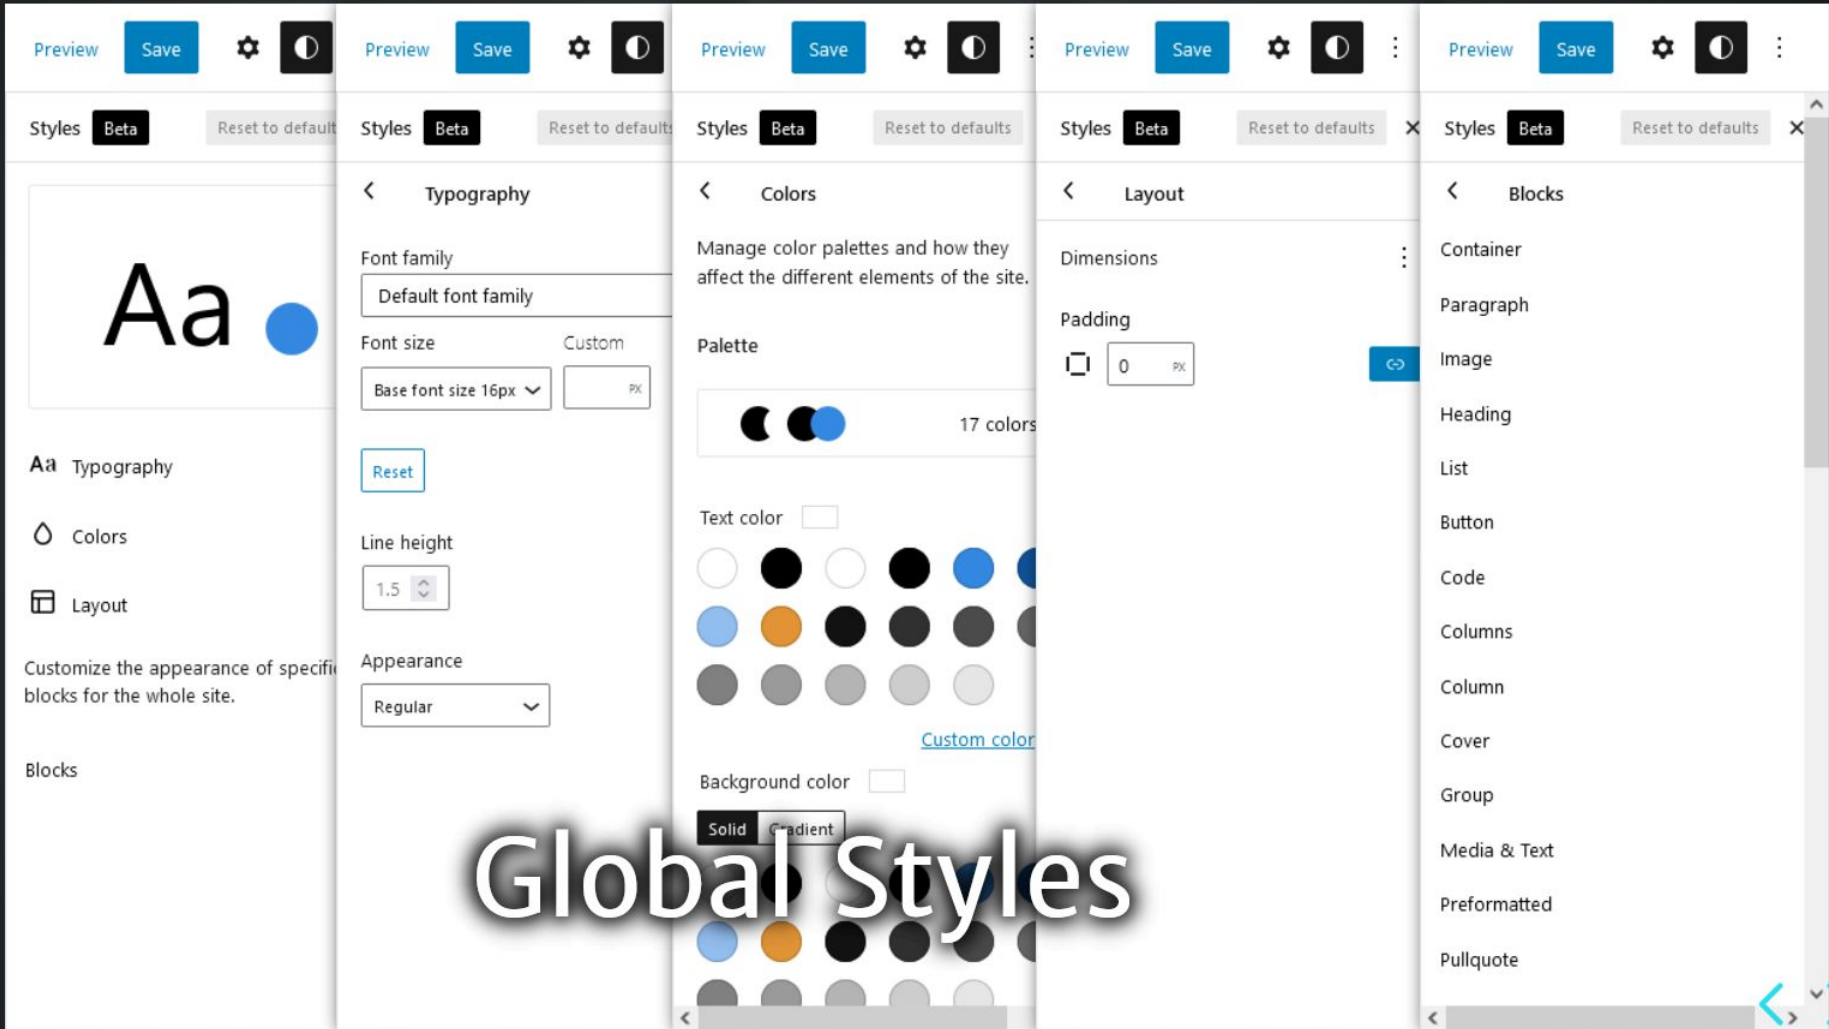 Preview Save
Styles Beta Reset to default
Aa
Aa Typography
Colors
Layout
Customize the appearance of specific
blocks for the whole site.
Blocks
Preview Save
Styles Beta Reset to defaults
Typography
Font family
Default font family
Font size Custom
Base font size 16px PX
Reset
Line height
1.5
Appearance
Regular
Preview Save
Styles Beta Reset to defaults
Colors
Manage color palettes and how they
affect the different elements of the site.
Palette
17 colors
Text color
Custom color
Background color
Solid Gradient
Preview Save
Styles Beta Reset to defaults
Layout
Dimensions
Padding
0 PX
Preview Save
Styles Beta Reset to defaults
Blocks
Container
Paragraph
Image
Heading
List
Button
Code
Columns
Column
Cover
Group
Media & Text
Preformatted
Pullquote
Global Styles